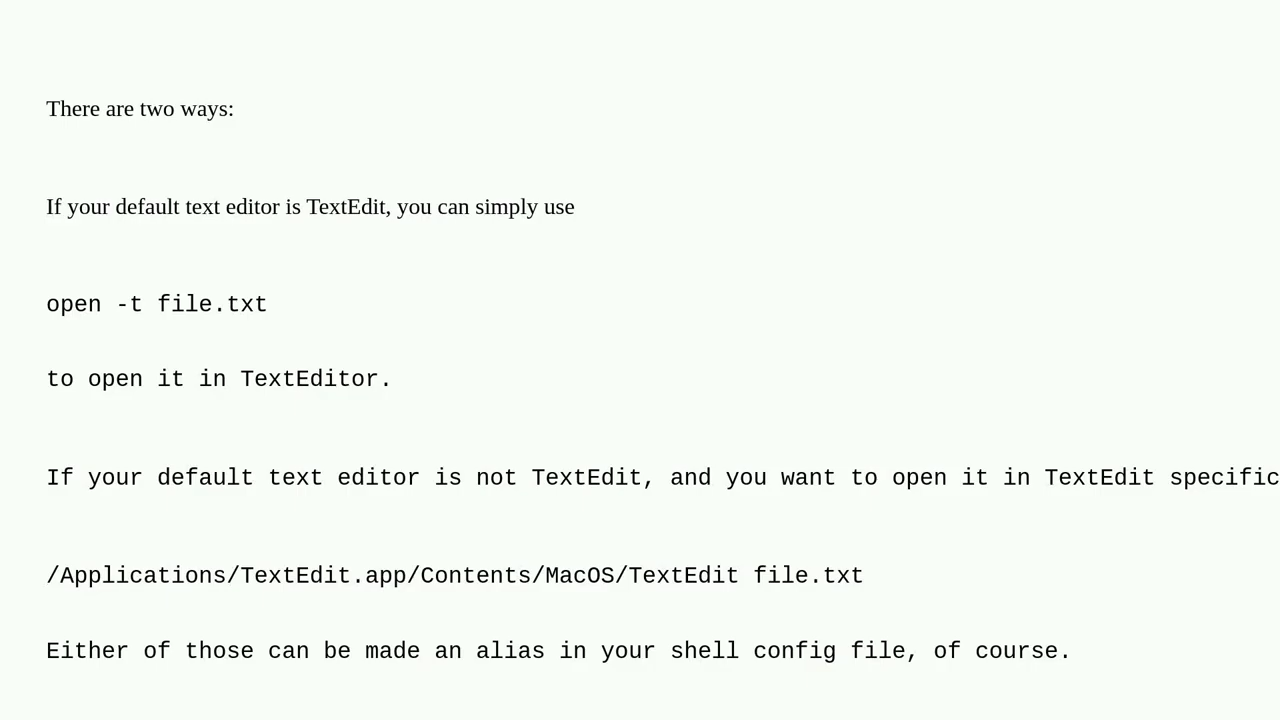 There are two ways:
If your default text editor is TextEdit, you can simply use
open -t file.txt
to open it in TextEditor.
If your default text editor is not TextEdit, and you want to open it in TextEdit specific
/Applications/TextEdit.app/Contents/MacOS/TextEdit file.txt
Either of those can be made an alias in your shell config file, of course.